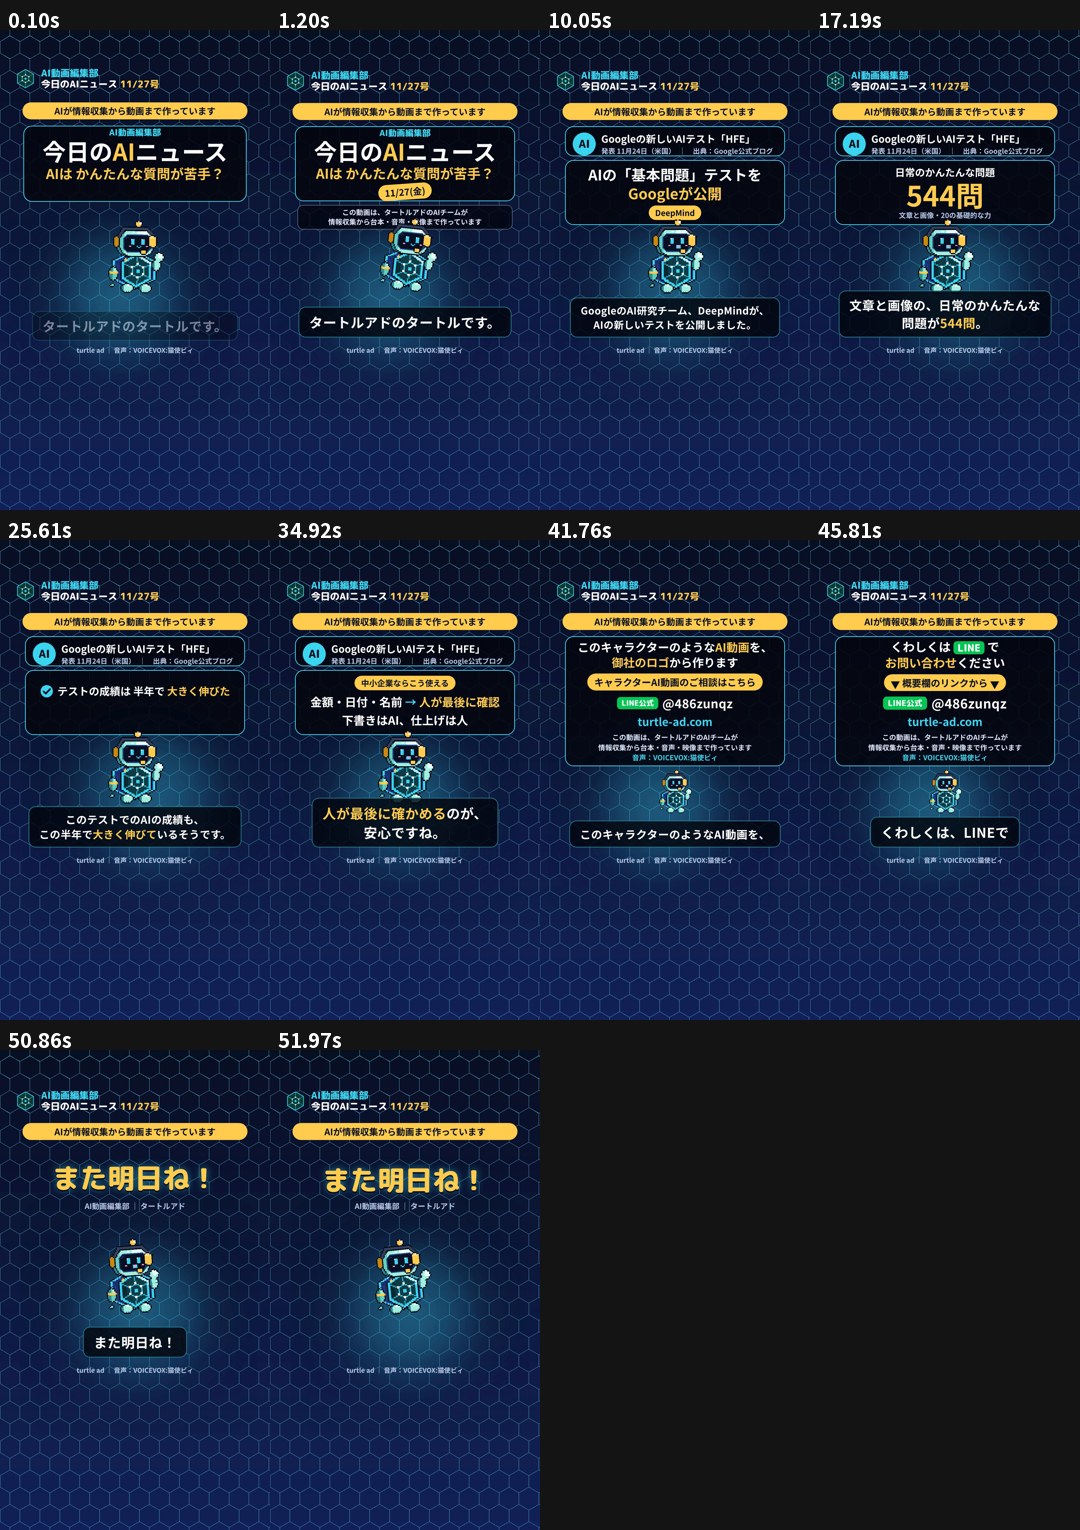 0.10s
AI動画編集部
今日のAIニュース 11/27号
AIが情報収集から動画まで作っています
AI動画編集部
今日のAIニュース
AIは かんたんな質問が苦手？
タートルアドのタートルです。
turtle ad ｜ 音声：VOICEVOX:猫使ビィ
1.20s
AI動画編集部
今日のAIニュース 11/27号
AIが情報収集から動画まで作っています
AI動画編集部
今日のAIニュース
AIは かんたんな質問が苦手？
11/27(金)
この動画は、タートルアドのAIチームが
情報収集から台本・音声・映像まで作っています
タートルアドのタートルです。
turtle ad ｜ 音声：VOICEVOX:猫使ビィ
10.05s
AI動画編集部
今日のAIニュース 11/27号
AIが情報収集から動画まで作っています
AI
Googleの新しいAIテスト「HFE」
発表 11月24日（米国） ｜ 出典：Google公式ブログ
AIの「基本問題」テストを
Googleが公開
DeepMind
GoogleのAI研究チーム、DeepMindが、
AIの新しいテストを公開しました。
turtle ad ｜ 音声：VOICEVOX:猫使ビィ
17.19s
AI動画編集部
今日のAIニュース 11/27号
AIが情報収集から動画まで作っています
AI
Googleの新しいAIテスト「HFE」
発表 11月24日（米国） ｜ 出典：Google公式ブログ
日常のかんたんな問題
544問
文章と画像・20の基礎的な力
文章と画像の、日常のかんたんな
問題が544問。
turtle ad ｜ 音声：VOICEVOX:猫使ビィ
25.61s
AI動画編集部
今日のAIニュース 11/27号
AIが情報収集から動画まで作っています
AI
Googleの新しいAIテスト「HFE」
発表 11月24日（米国） ｜ 出典：Google公式ブログ
テストの成績は 半年で 大きく伸びた
このテストでのAIの成績も、
この半年で大きく伸びているそうです。
turtle ad ｜ 音声：VOICEVOX:猫使ビィ
34.92s
AI動画編集部
今日のAIニュース 11/27号
AIが情報収集から動画まで作っています
AI
Googleの新しいAIテスト「HFE」
発表 11月24日（米国） ｜ 出典：Google公式ブログ
中小企業ならこう使える
金額・日付・名前 → 人が最後に確認
下書きはAI、仕上げは人
人が最後に確かめるのが、
安心ですね。
turtle ad ｜ 音声：VOICEVOX:猫使ビィ
41.76s
AI動画編集部
今日のAIニュース 11/27号
AIが情報収集から動画まで作っています
このキャラクターのようなAI動画を、
御社のロゴから作ります
キャラクターAI動画のご相談はこちら
LINE公式 @486zunqz
turtle-ad.com
この動画は、タートルアドのAIチームが
情報収集から台本・音声・映像まで作っています
音声：VOICEVOX:猫使ビィ
このキャラクターのようなAI動画を、
turtle ad ｜ 音声：VOICEVOX:猫使ビィ
45.81s
AI動画編集部
今日のAIニュース 11/27号
AIが情報収集から動画まで作っています
くわしくは LINE で
お問い合わせください
▼ 概要欄のリンクから ▼
LINE公式 @486zunqz
turtle-ad.com
この動画は、タートルアドのAIチームが
情報収集から台本・音声・映像まで作っています
音声：VOICEVOX:猫使ビィ
くわしくは、LINEで
turtle ad ｜ 音声：VOICEVOX:猫使ビィ
50.86s
AI動画編集部
今日のAIニュース 11/27号
AIが情報収集から動画まで作っています
また明日ね！
AI動画編集部 ｜ タートルアド
また明日ね！
turtle ad ｜ 音声：VOICEVOX:猫使ビィ
51.97s
AI動画編集部
今日のAIニュース 11/27号
AIが情報収集から動画まで作っています
また明日ね！
AI動画編集部 ｜ タートルアド
turtle ad ｜ 音声：VOICEVOX:猫使ビィ